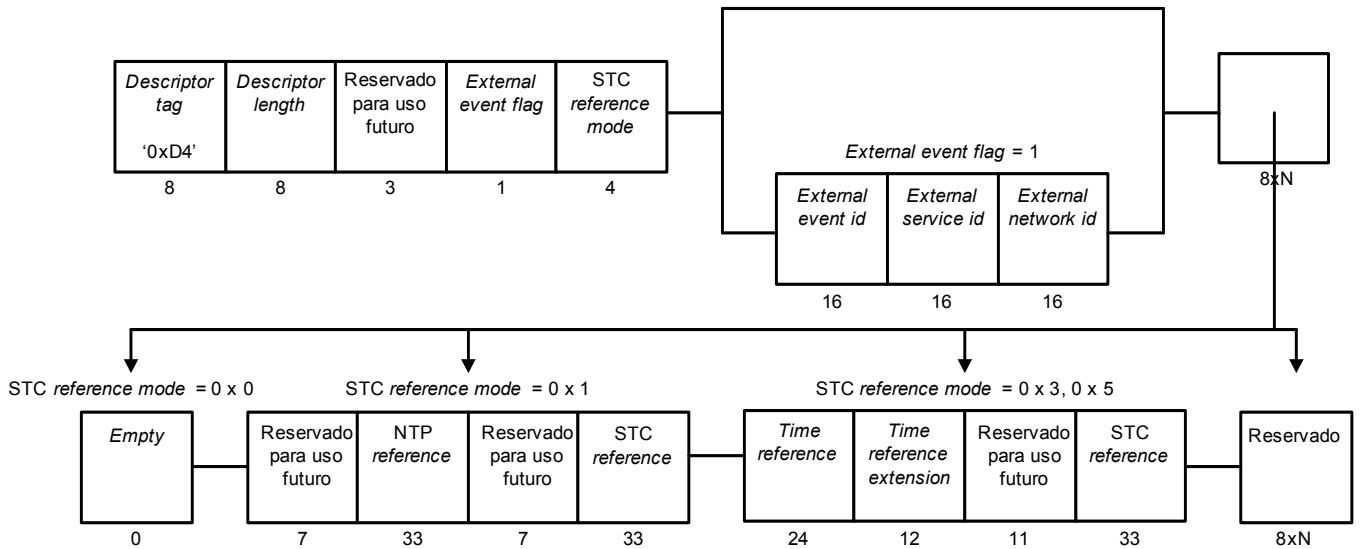 Descriptor tag
'0xD4'
Descriptor length
Reservado para uso futuro
External event flag
STC reference mode
8
8
3
1
4
External event flag = 1
External event id
External service id
External network id
16
16
16
8xN
STC reference mode = 0 x 0
STC reference mode = 0 x 1
STC reference mode = 0 x 3, 0 x 5
Empty
Reservado para uso futuro
NTP reference
Reservado para uso futuro
STC reference
Time reference
Time reference extension
Reservado para uso futuro
STC reference
Reservado
0
7
33
7
33
24
12
11
33
8xN